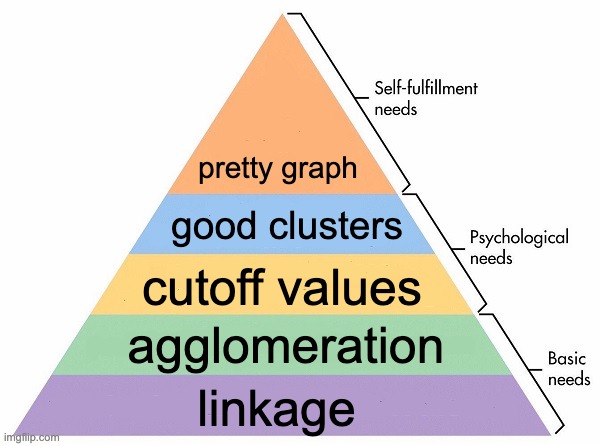 Self-fulfillment
needs
pretty graph
good clusters
Psychological
needs
cutoff values
agglomeration
Basic
needs
linkage
imgflip.com